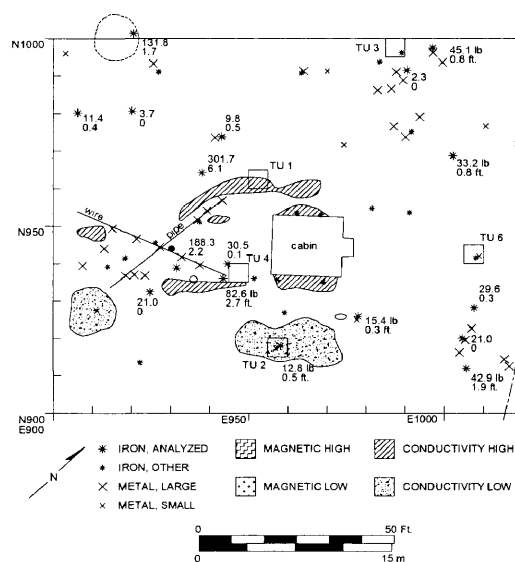 N1000
131.8
1.7
TU 3
45.1 lb
0.8 ft.
2.3
0
11.4
0.4
3.7
0
9.8
0.5
33.2 lb
0.8 ft.
301.7
6.1
TU 1
wire
pipe
N950
188.3
2.2
30.5
0.1
TU 4
cabin
TU 6
21.0
0
82.6 lb
2.7 ft.
29.6
0.3
15.4 lb
0.3 ft.
21.0
0
TU 2
12.8 lb
0.5 ft.
42.9 lb
1.9 ft.
N900
E900
E950
E1000
N
IRON, ANALYZED
IRON, OTHER
METAL, LARGE
METAL, SMALL
MAGNETIC HIGH
MAGNETIC LOW
CONDUCTIVITY HIGH
CONDUCTIVITY LOW
0 50 Ft.
0 15 m